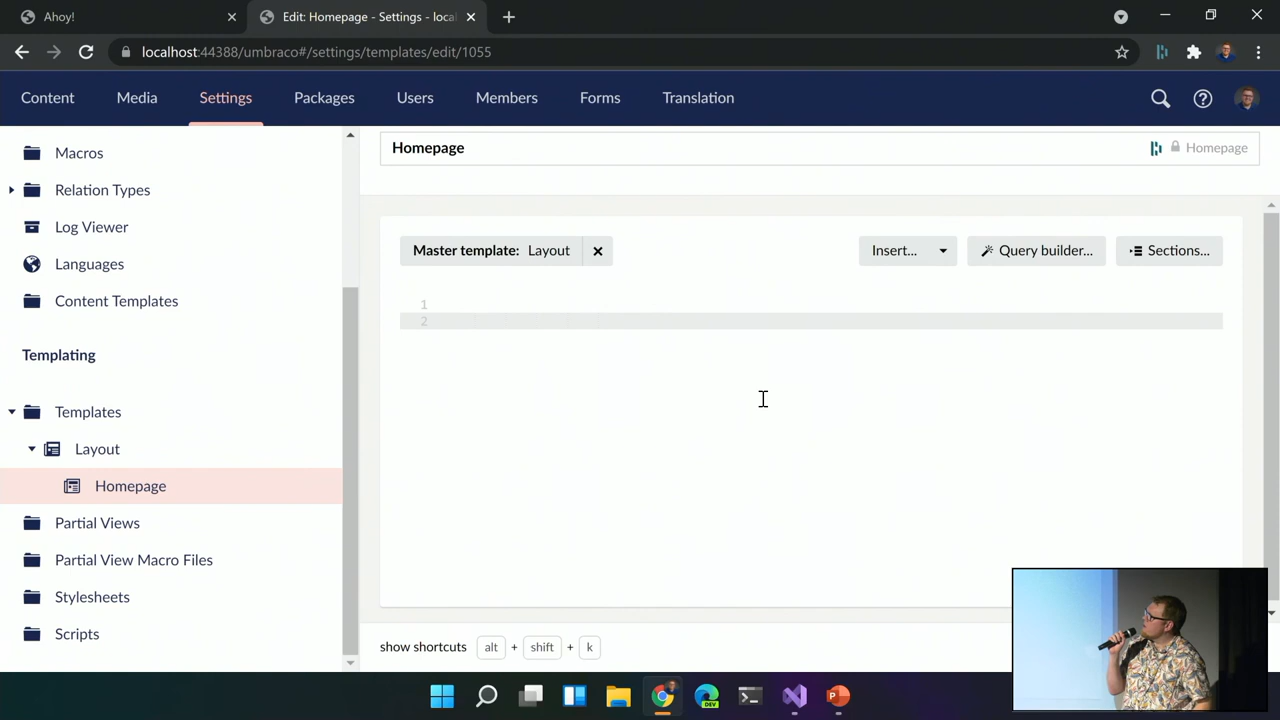 Ahoy!
Edit: Homepage - Settings - local
localhost:44388/umbraco#/settings/templates/edit/1055
Content Media Settings Packages Users Members Forms Translation
Macros
Relation Types
Log Viewer
Languages
Content Templates
Templating
Templates
Layout
Homepage
Partial Views
Partial View Macro Files
Stylesheets
Scripts
Homepage
Homepage
Master template: Layout
Insert...
Query builder...
Sections...
1
2
show shortcuts alt + shift + k
DEV